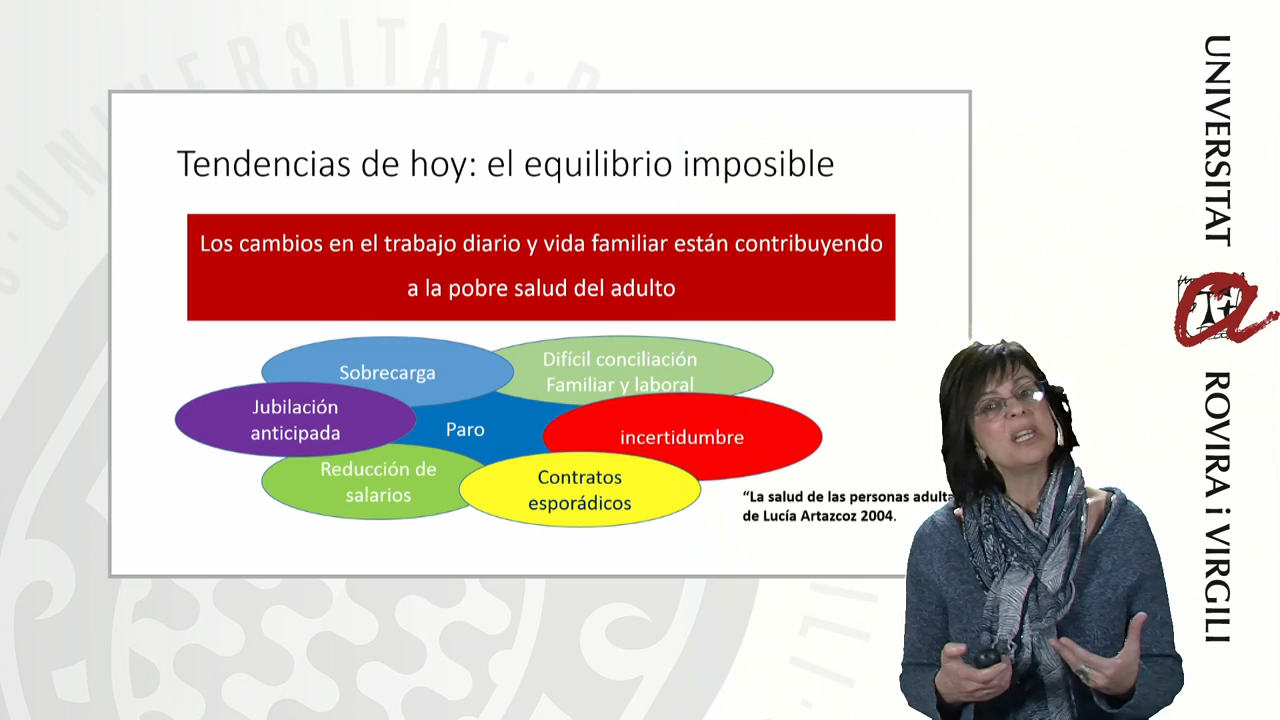 Tendencias de hoy: el equilibrio imposible
Los cambios en el trabajo diario y vida familiar están contribuyendo
a la pobre salud del adulto
Sobrecarga
Difícil conciliación
Familiar y laboral
Jubilación
anticipada
Paro
incertidumbre
Reducción de
salarios
Contratos
esporádicos
“La salud de las personas
de Lucía Artazcoz 2004.
UNIVERSITAT
ROVIRA i VIRGILI
UNIVERSITAT